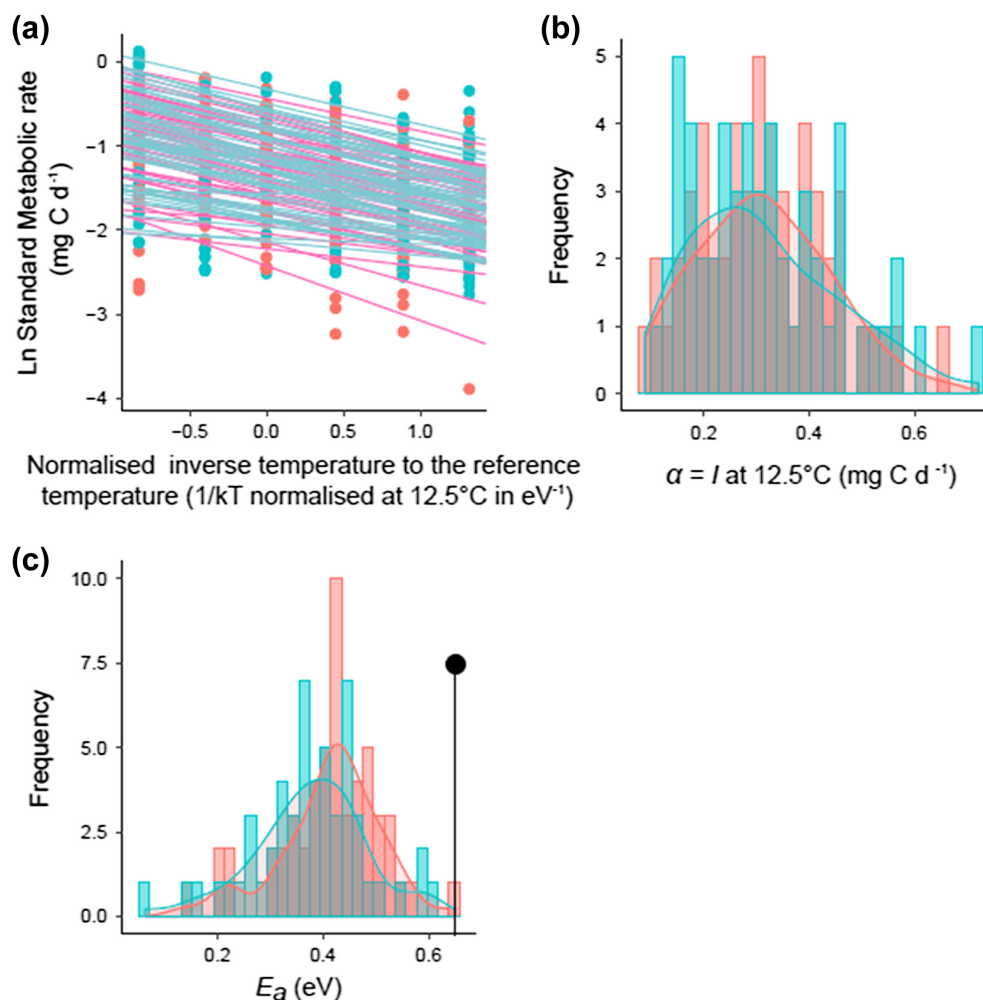 (a)
Ln Standard Metabolic rate
(mg C d⁻¹)
0
−1
−2
−3
−4
−0.5
0.0
0.5
1.0
Normalised inverse temperature to the reference
temperature (1/kT normalised at 12.5°C in eV⁻¹)
(b)
Frequency
5
4
3
2
1
0
0.2
0.4
0.6
α = I at 12.5°C (mg C d ⁻¹)
(c)
Frequency
10.0
7.5
5.0
2.5
0.0
0.2
0.4
0.6
Ea (eV)